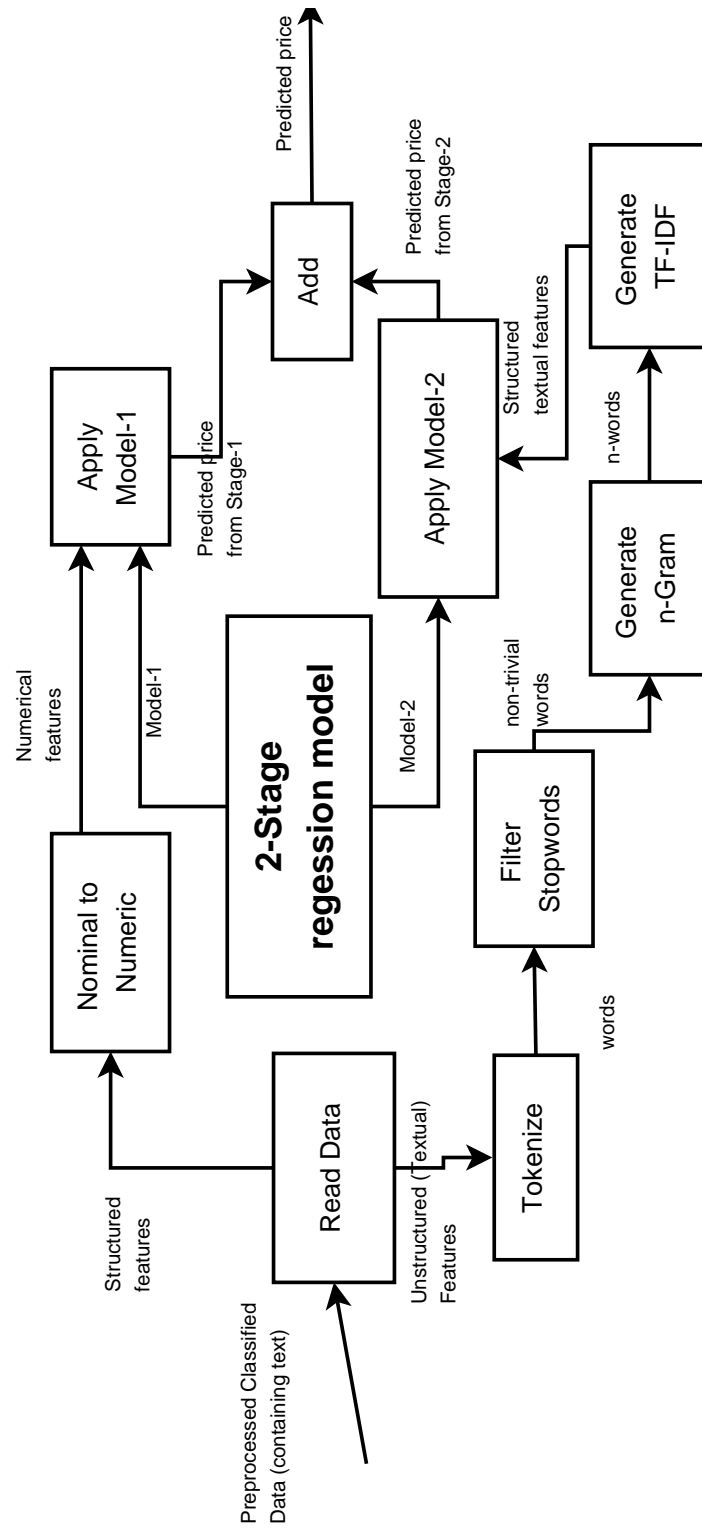 Preprocessed Classified
Data (containing text)
Read Data
Structured
features
Unstructured (Textual)
Features
Nominal to
Numeric
Numerical
features
Tokenize
words
Filter
Stopwords
non-trivial
words
Generate
n-Gram
n-words
Generate
TF-IDF
Structured
textual features
2-Stage
regession model
Model-1
Model-2
Apply
Model-1
Predicted price
from Stage-1
Apply Model-2
Predicted price
from Stage-2
Add
Predicted price